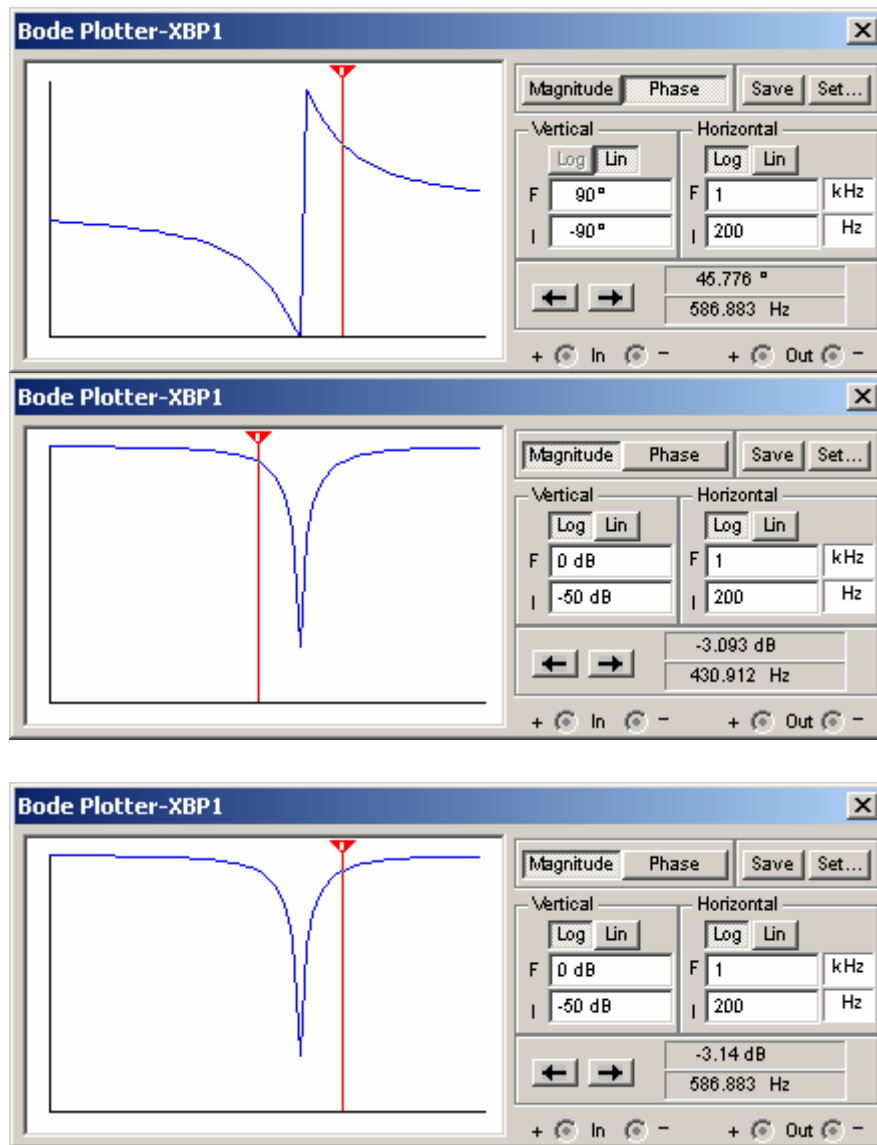 Bode Plotter-XBP1
Magnitude Phase Save Set...
Vertical Horizontal
Log Lin Log Lin
F 90° F 1 kHz
I -90° I 200 Hz
45.776 °
586.883 Hz
+ In - + Out -
Bode Plotter-XBP1
Magnitude Phase Save Set...
Vertical Horizontal
Log Lin Log Lin
F 0 dB F 1 kHz
I -50 dB I 200 Hz
-3.093 dB
430.912 Hz
+ In - + Out -
Bode Plotter-XBP1
Magnitude Phase Save Set...
Vertical Horizontal
Log Lin Log Lin
F 0 dB F 1 kHz
I -50 dB I 200 Hz
-3.14 dB
586.883 Hz
+ In - + Out -